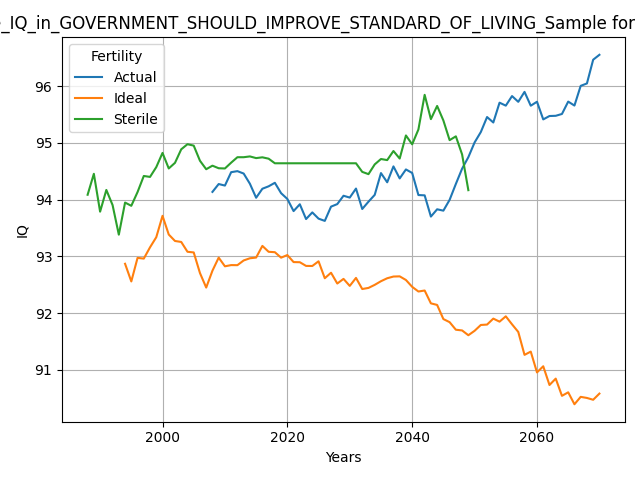 _IQ_in_GOVERNMENT_SHOULD_IMPROVE_STANDARD_OF_LIVING_Sample for
Fertility
Actual
Ideal
Sterile
96
95
94
93
92
91
IQ
2000 2020 2040 2060
Years